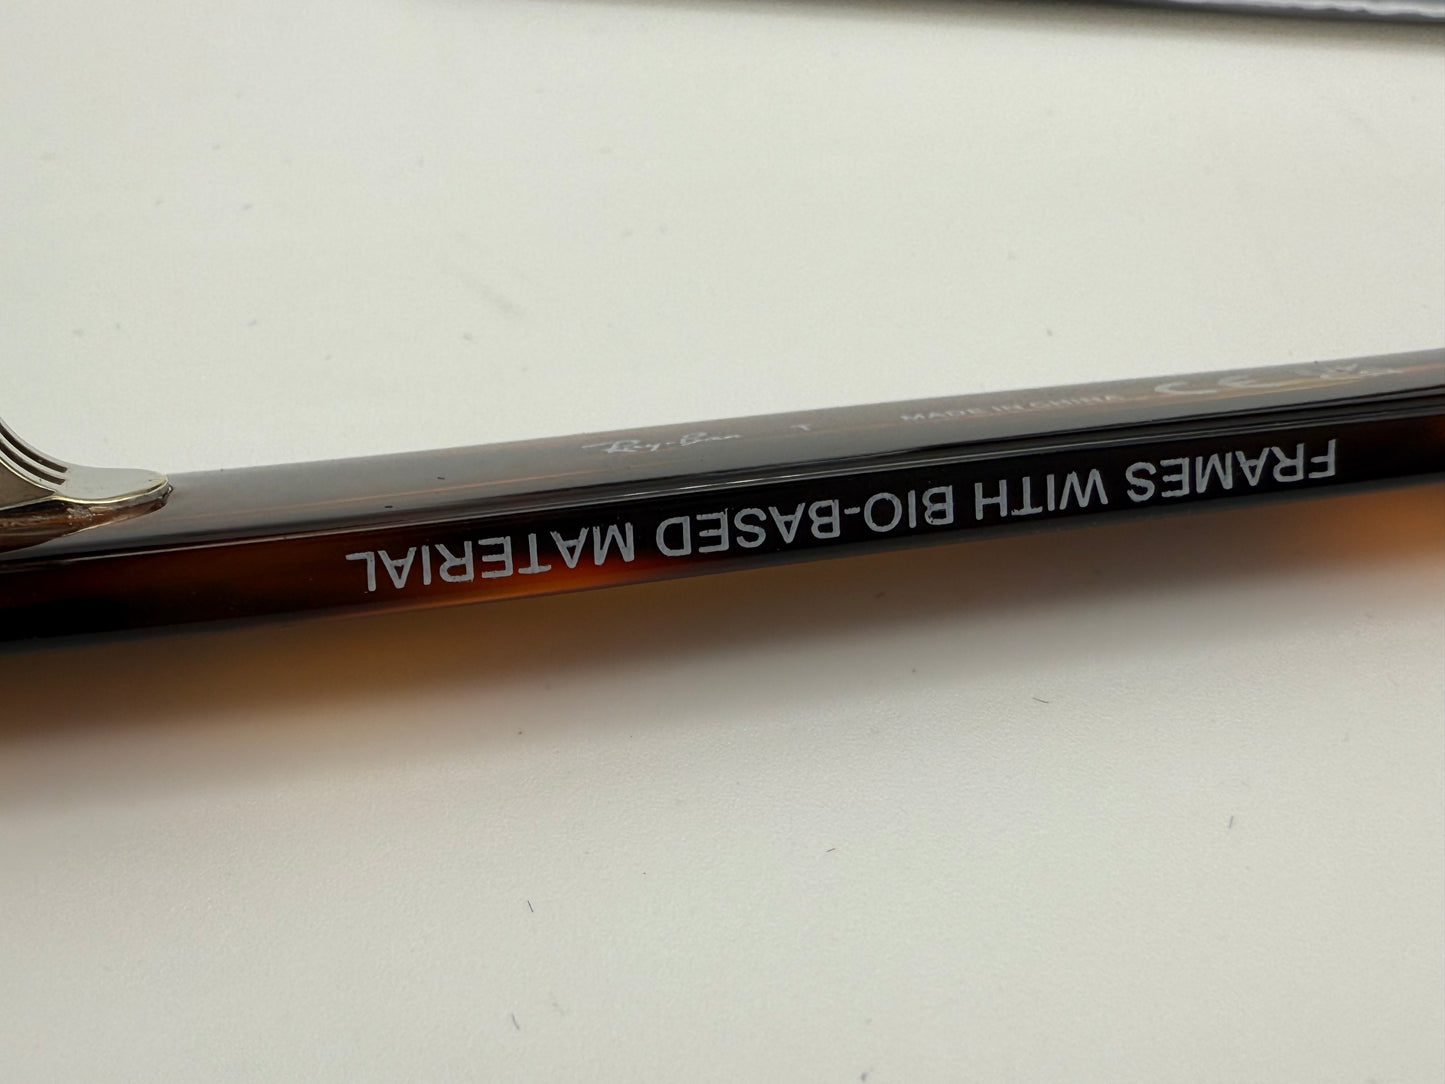 Ray-Ban T MADE IN CHINA CE
FRAMES WITH BIO-BASED MATERIAL